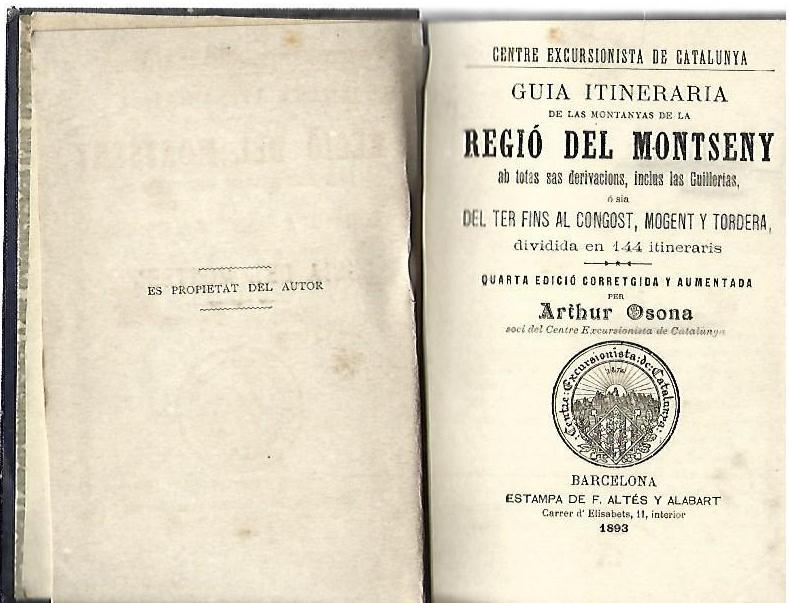 ES PROPIETAT DEL AUTOR
CENTRE EXCURSIONISTA DE CATALUNYA
GUIA ITINERARIA
DE LAS MONTANYAS DE LA
REGIÓ DEL MONTSENY
ab totas sas derivacions, inclus las Guillerias,
ó sia
DEL TER FINS AL CONGOST, MOGENT Y TORDERA,
dividida en 144 itineraris
QUARTA EDICIÓ CORRETGIDA Y AUMENTADA
PER
Arthur Osona
soci del Centre Excursionista de Catalunya
Centre: Excursionista: de: Catalunya:
BARCELONA
ESTAMPA DE F. ALTÉS Y ALABART
Carrer d' Elisabets, 11, interior
1893